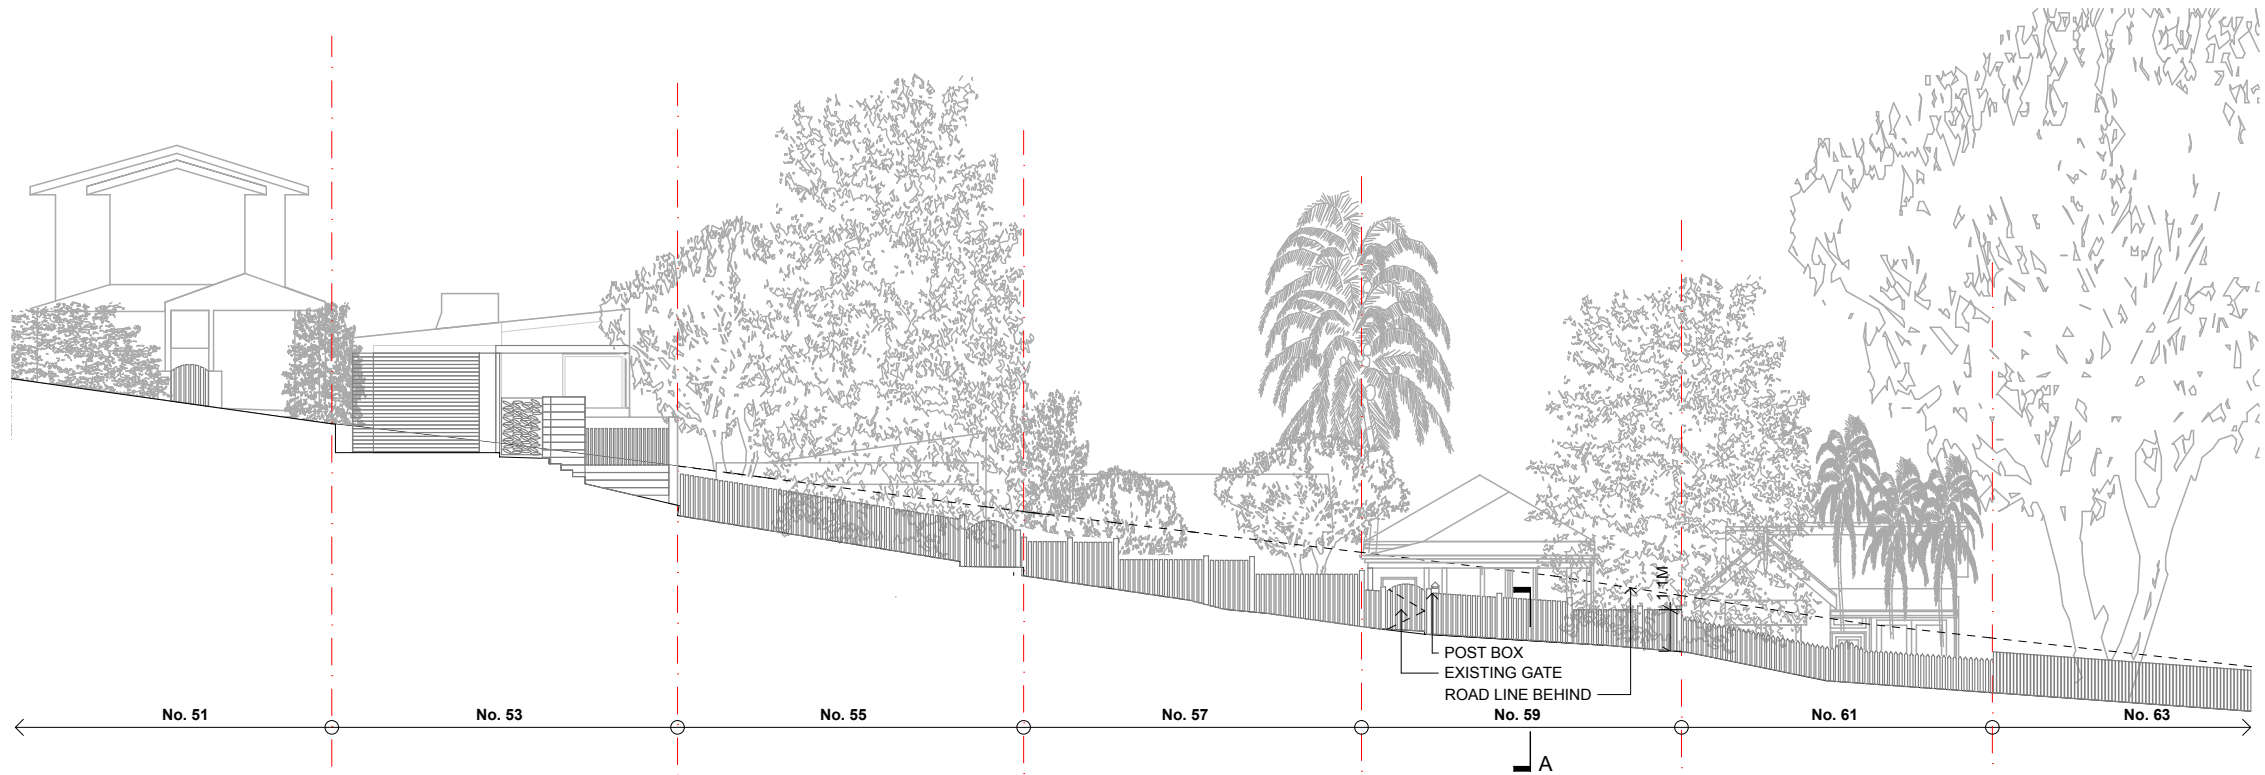 1.1M
POST BOX
EXISTING GATE
ROAD LINE BEHIND
No. 51
No. 53
No. 55
No. 57
No. 59
No. 61
No. 63
A